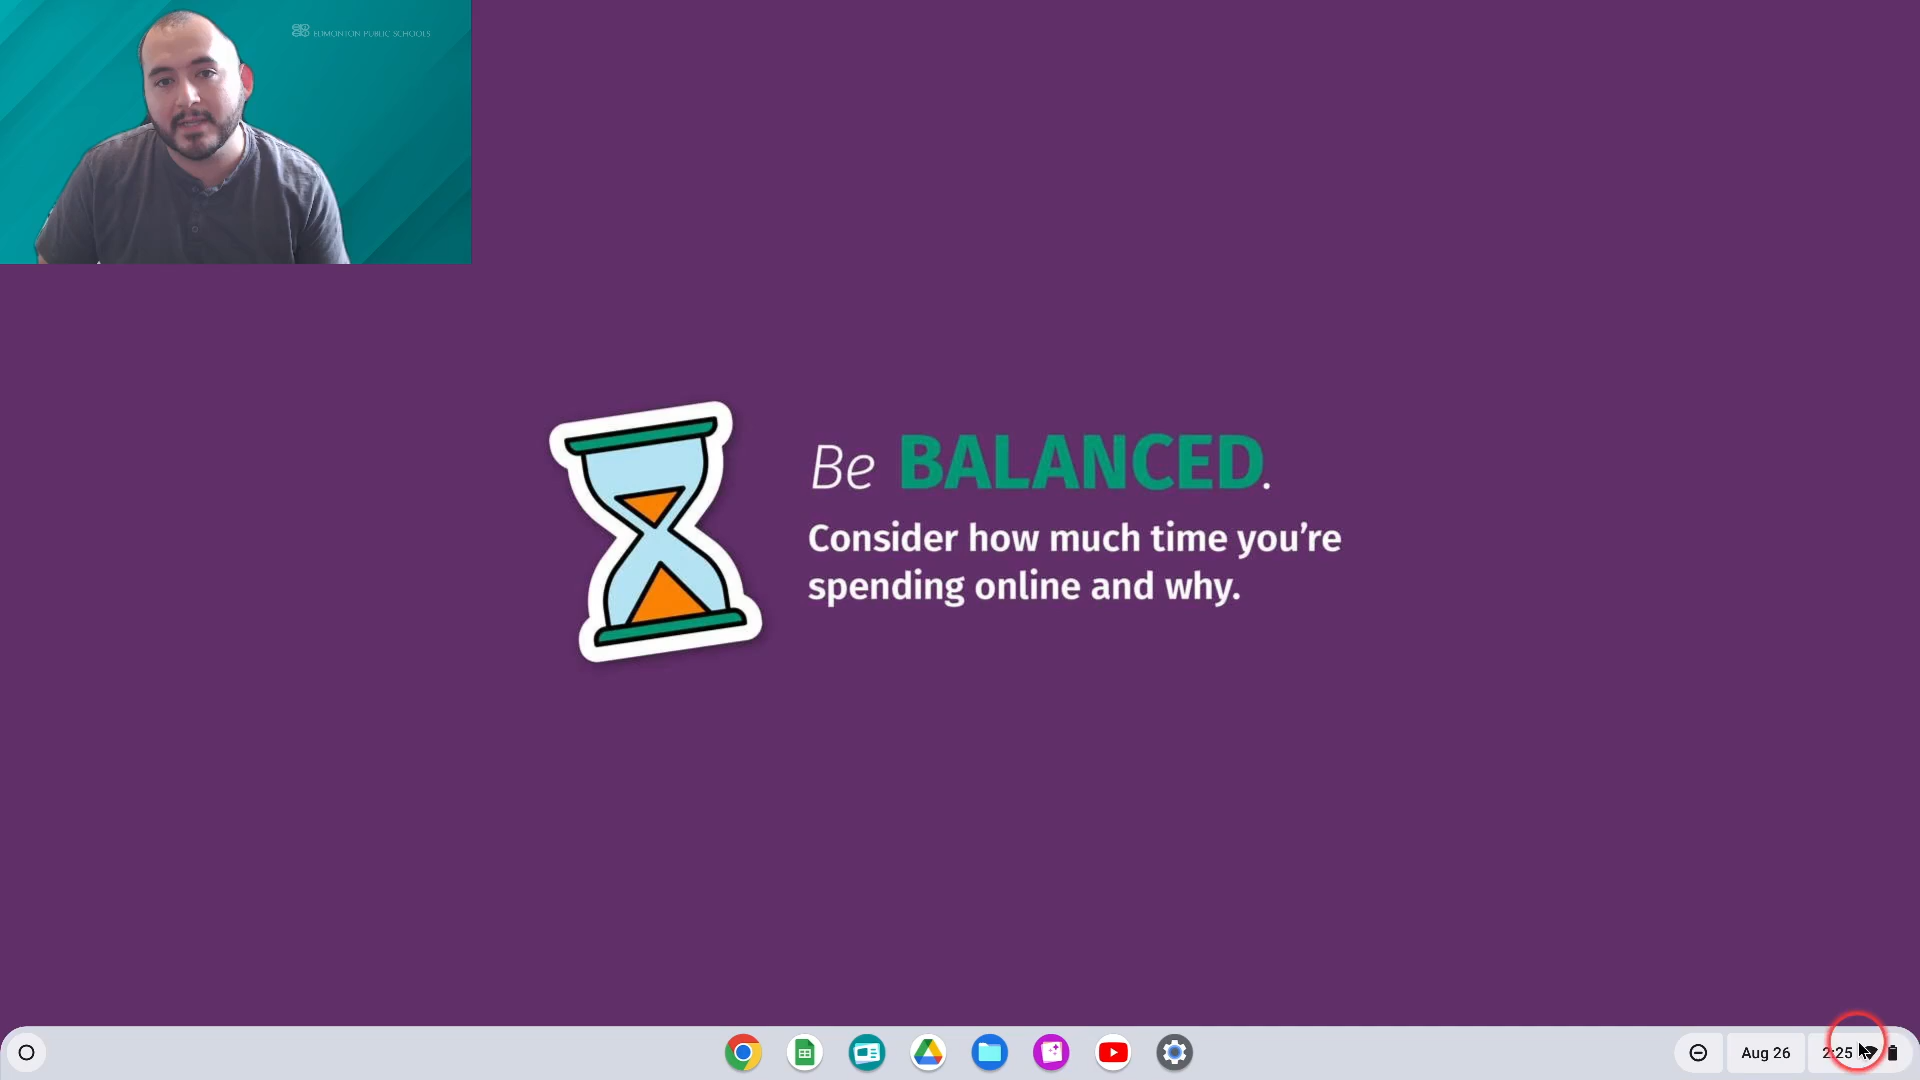 EDMONTON PUBLIC SCHOOLS
Be BALANCED.
Consider how much time you’re
spending online and why.
Aug 26
2:25